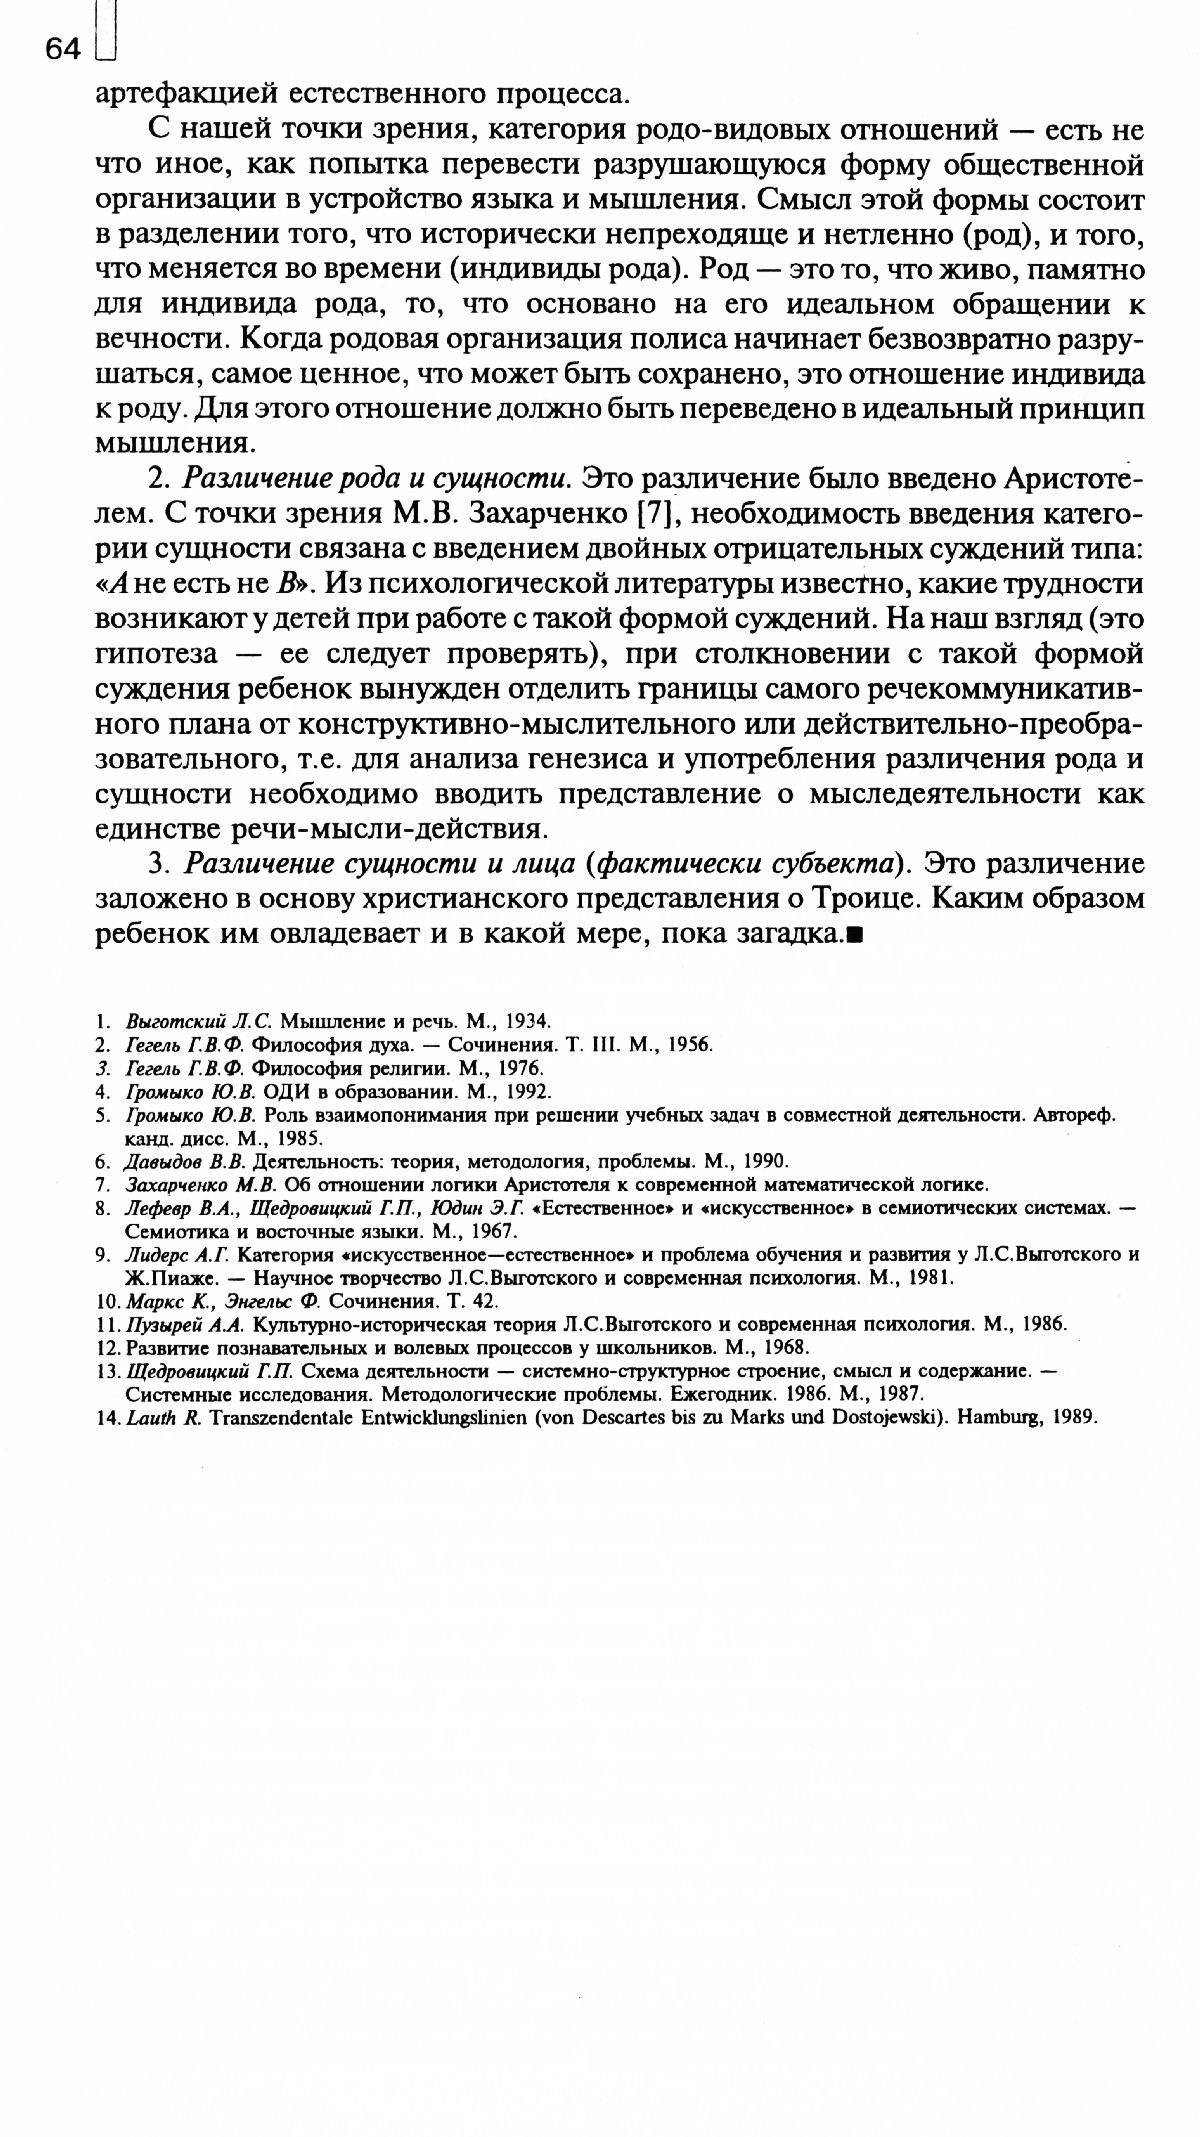 64
артефакцией естественного процесса.
С нашей точки зрения, категория родо-видовых отношений — есть не
что иное, как попытка перевести разрушающуюся форму общественной
организации в устройство языка и мышления. Смысл этой формы состоит
в разделении того, что исторически непреходяще и нетленно (род), и того,
что меняется во времени (индивиды рода). Род — это то, что живо, памятно
для индивида рода, то, что основано на его идеальном обращении к
вечности. Когда родовая организация полиса начинает безвозвратно разру-
шаться, самое ценное, что может быть сохранено, это отношение индивида
к роду. Для этого отношение должно быть переведено в идеальный принцип
мышления.
2. Различение рода и сущности. Это различение было введено Аристоте-
лем. С точки зрения М.В. Захарченко [7], необходимость введения катего-
рии сущности связана с введением двойных отрицательных суждений типа:
«А не есть не В». Из психологической литературы известно, какие трудности
возникают у детей при работе с такой формой суждений. На наш взгляд (это
гипотеза — ее следует проверять), при столкновении с такой формой
суждения ребенок вынужден отделить границы самого речекоммуникатив-
ного плана от конструктивно-мыслительного или действительно-преобра-
зовательного, т.е. для анализа генезиса и употребления различения рода и
сущности необходимо вводить представление о мыследеятельности как
единстве речи-мысли-действия.
3. Различение сущности и лица (фактически субъекта). Это различение
заложено в основу христианского представления о Троице. Каким образом
ребенок им овладевает и в какой мере, пока загадка.■
1. Выготский Л.С. Мышление и речь. М., 1934.
2. Гегель Г.В.Ф. Философия духа. — Сочинения. Т. III. М., 1956.
3. Гегель Г.В.Ф. Философия религии. М., 1976.
4. Громыко Ю.В. ОДИ в образовании. М., 1992.
5. Громыко Ю.В. Роль взаимопонимания при решении учебных задач в совместной деятельности. Автореф.
канд. дисс. М., 1985.
6. Давыдов В.В. Деятельность: теория, методология, проблемы. М., 1990.
7. Захарченко М.В. Об отношении логики Аристотеля к современной математической логике.
8. Лефевр В.А., Щедровицкий Г.П., Юдин Э.Г. «Естественное» и «искусственное» в семиотических системах. —
Семиотика и восточные языки. М., 1967.
9. Лидерс А.Г. Категория «искусственное—естественное» и проблема обучения и развития у Л.С.Выготского и
Ж.Пиаже. — Научное творчество Л.С.Выготского и современная психология. М., 1981.
10. Маркс К., Энгельс Ф. Сочинения. Т. 42.
11. Пузырей А.А. Культурно-историческая теория Л.С.Выготского и современная психология. М., 1986.
12. Развитие познавательных и волевых процессов у школьников. М., 1968.
13. Щедровицкий Г.П. Схема деятельности — системно-структурное строение, смысл и содержание. —
Системные исследования. Методологические проблемы. Ежегодник. 1986. М., 1987.
14. Lauth R. Transzendentale Entwicklungslinien (von Descartes bis zu Marks und Dostojewski). Hamburg, 1989.